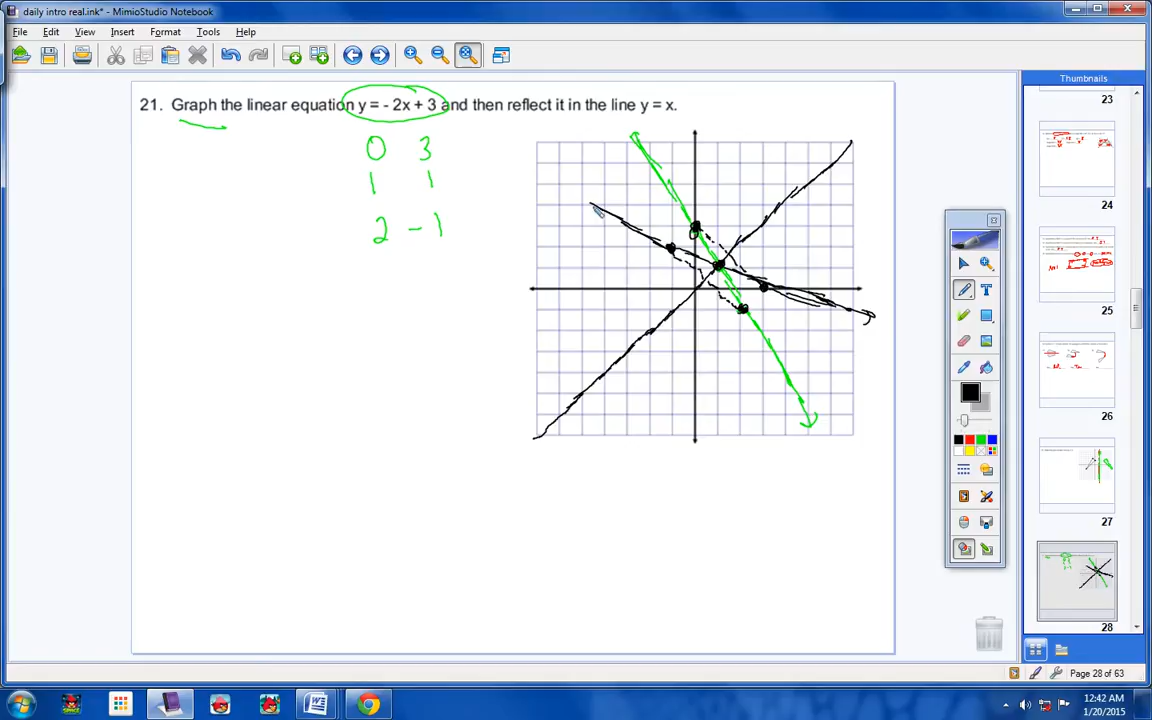 daily intro real.ink* - MimioStudio Notebook
File Edit View Insert Format Tools Help
Thumbnails
21. Graph the linear equation y = - 2x + 3 and then reflect it in the line y = x.
0 3
1 1
2 -1
23
24
25
26
27
28
Page 28 of 63
12:42 AM
1/20/2015